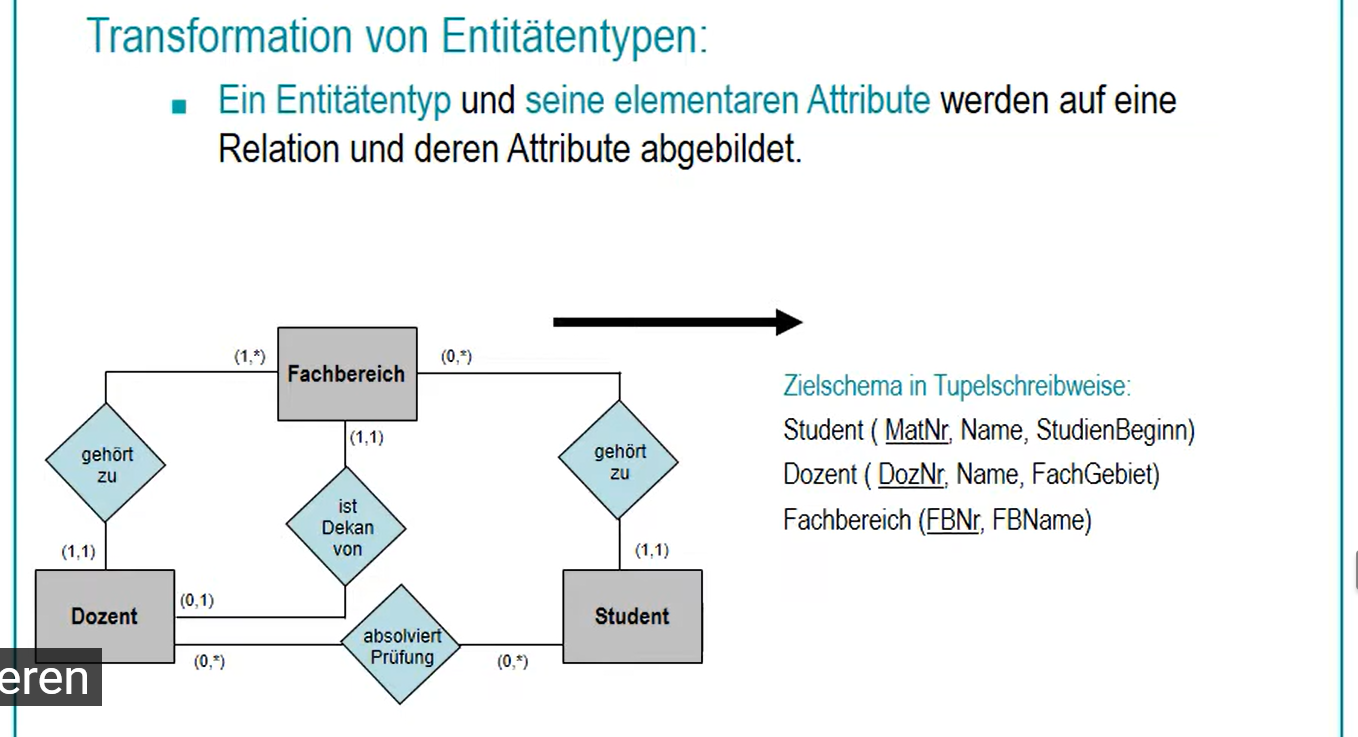 Transformation von Entitätentypen:
Ein Entitätentyp und seine elementaren Attribute werden auf eine
Relation und deren Attribute abgebildet.
(1,*)
Fachbereich
(0,*)
(1,1)
gehört
zu
gehört
zu
ist
Dekan
von
(1,1)
(1,1)
Dozent
(0,1)
(0,*)
absolviert
Prüfung
(0,*)
Student
Zielschema in Tupelschreibweise:
Student ( MatNr, Name, StudienBeginn)
Dozent ( DozNr, Name, FachGebiet)
Fachbereich (FBNr, FBName)
eren